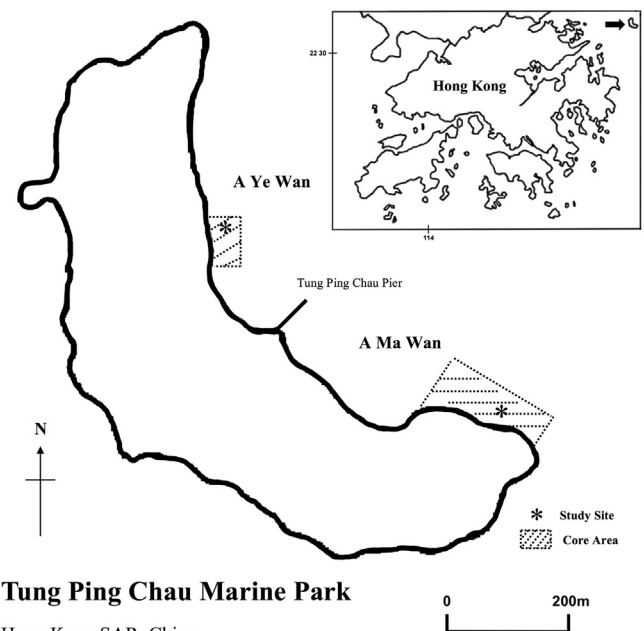 22 30
Hong Kong
114
A Ye Wan
Tung Ping Chau Pier
A Ma Wan
N
* Study Site
Core Area
Tung Ping Chau Marine Park
0 200m